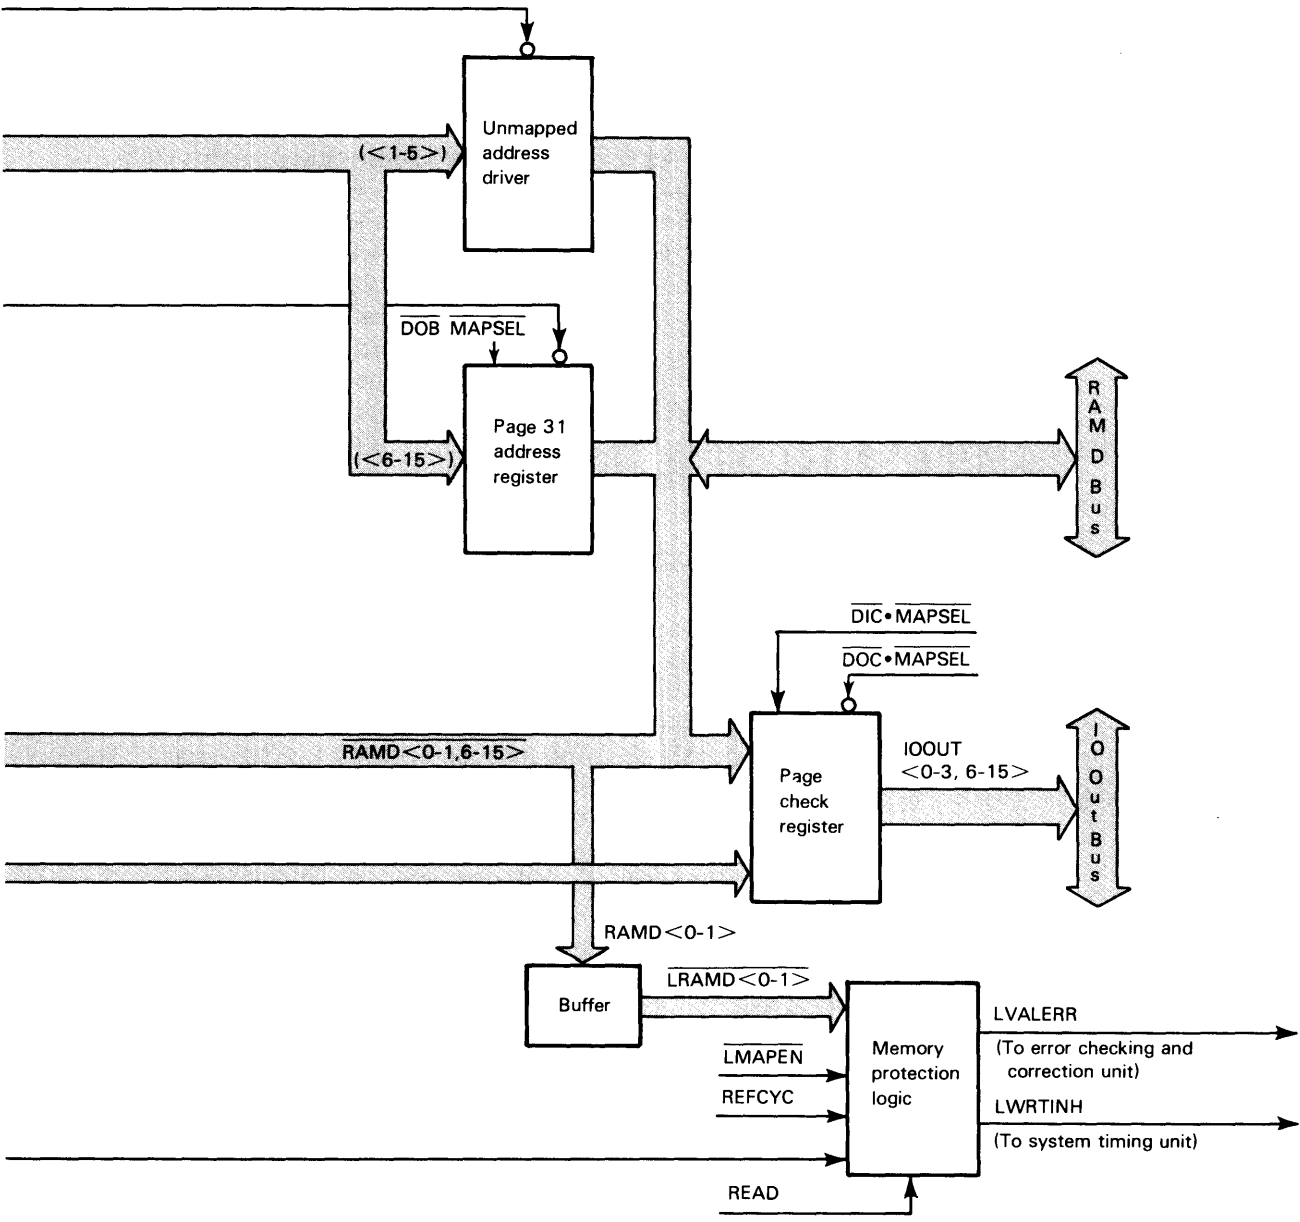 Unmapped
address
driver
(<1-5>)
DOB MAPSEL
Page 31
address
register
(<6-15>)
RAM D Bus
DIC•MAPSEL
DOC•MAPSEL
RAMD<0-1,6-15>
Page
check
register
IOOUT
<0-3, 6-15>
IO Out Bus
RAMD<0-1>
Buffer
LRAMD<0-1>
LMAPEN
REFCYC
READ
Memory
protection
logic
LVALERR
(To error checking and
correction unit)
LWRTINH
(To system timing unit)